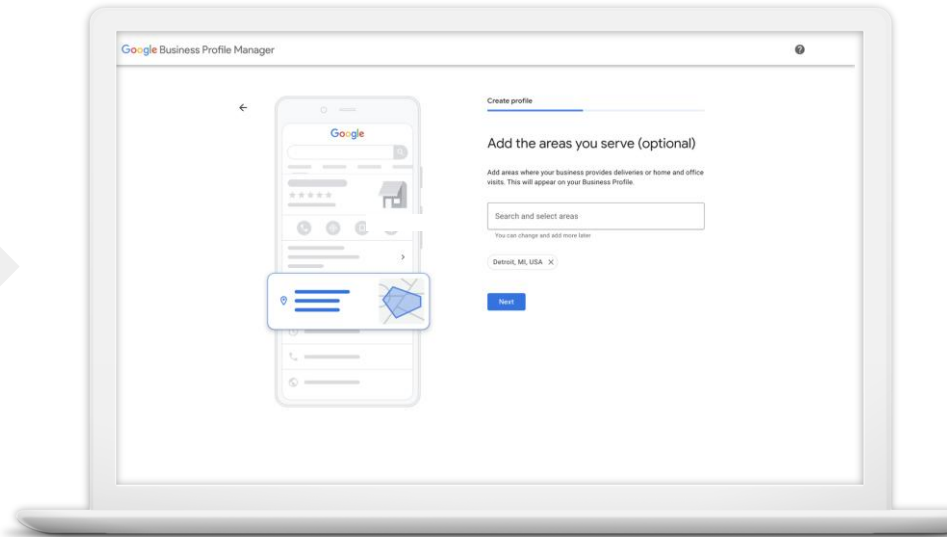 Google Business Profile Manager
Create profile
Google
Add the areas you serve (optional)
Add areas where your business provides deliveries or home and office
visits. This will appear on your Business Profile.
Search and select areas
You can change and add more later
Detroit, MI, USA
Next